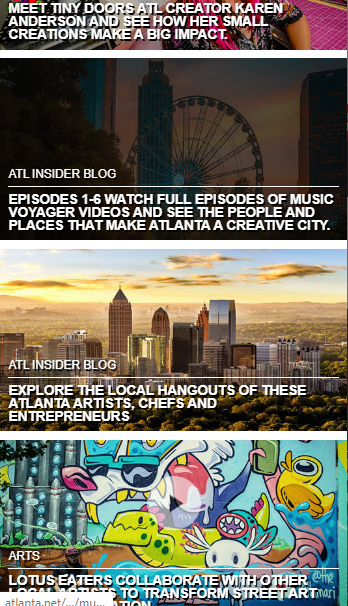 MEET TINY DOORS ATL CREATOR KAREN
ANDERSON AND SEE HOW HER SMALL
CREATIONS MAKE A BIG IMPACT.
ATL INSIDER BLOG
EPISODES 1-6 WATCH FULL EPISODES OF MUSIC
VOYAGER VIDEOS AND SEE THE PEOPLE AND
PLACES THAT MAKE ATLANTA A CREATIVE CITY.
ATL INSIDER BLOG
EXPLORE THE LOCAL HANGOUTS OF THESE
ATLANTA ARTISTS, CHEFS AND
ENTREPRENEURS
ARTS
LOTUS EATERS COLLABORATE WITH OTHER
LOCAL ARTISTS TO TRANSFORM STREET ART
@the
atlanta.net/.../mu...